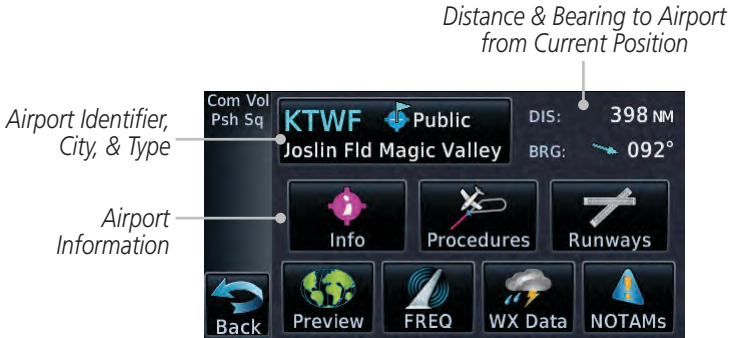 Distance & Bearing to Airport
from Current Position
Airport Identifier,
City, & Type
Airport
Information
Com Vol
Psh Sq
KTWF Public
Joslin Fld Magic Valley
DIS: 398 NM
BRG: 092°
Info
Procedures
Runways
Back
Preview
FREQ
WX Data
NOTAMs